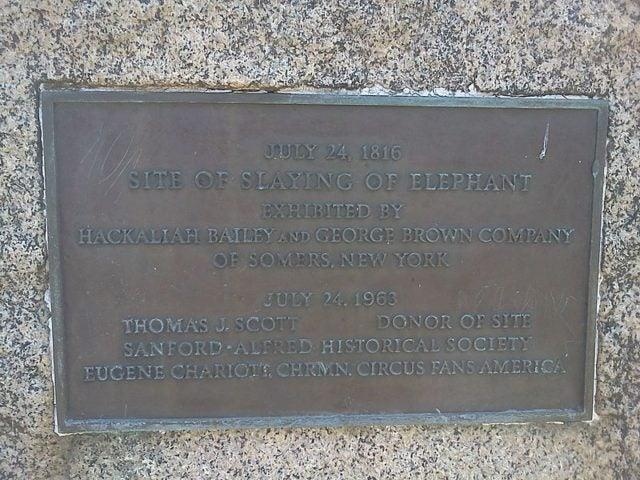 JULY 24, 1816
SITE OF SLAYING OF ELEPHANT
EXHIBITED BY
HACKALIAH BAILEY AND GEORGE BROWN COMPANY
OF SOMERS, NEW YORK
JULY 24, 1963
THOMAS J. SCOTT DONOR OF SITE
SANFORD-ALFRED HISTORICAL SOCIETY
EUGENE CHARIOTT, CHRMN. CIRCUS FANS AMERICA